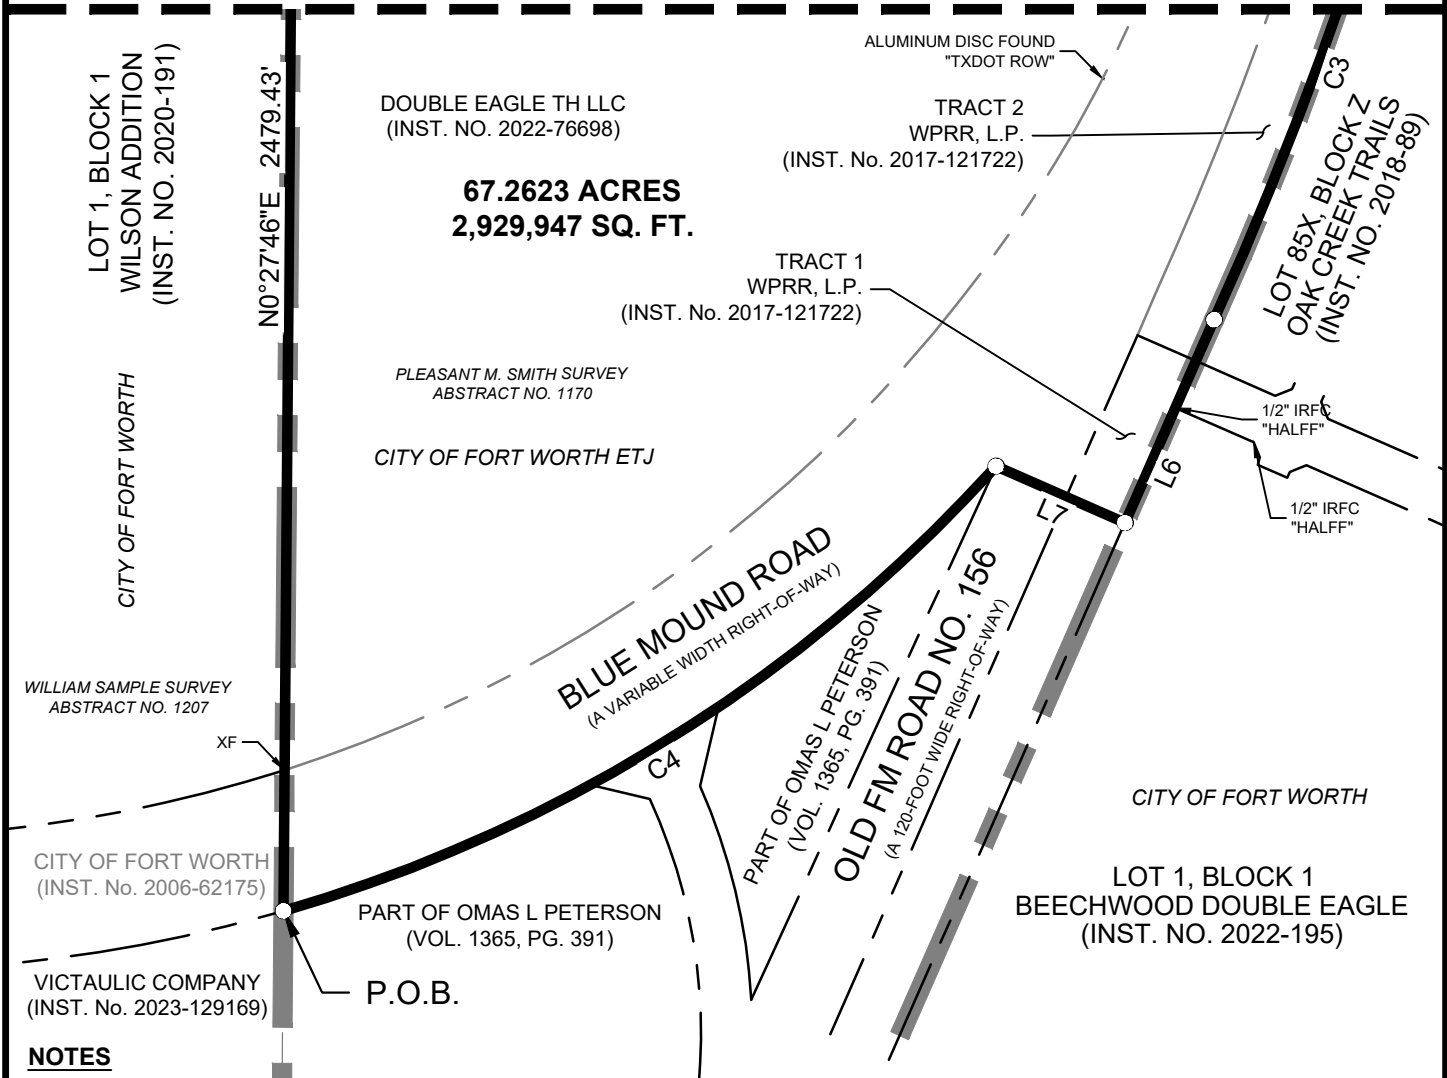 LOT 1, BLOCK 1
WILSON ADDITION
(INST. NO. 2020-191)
N0°27'46"E 2479.43'
DOUBLE EAGLE TH LLC
(INST. NO. 2022-76698)
67.2623 ACRES
2,929,947 SQ. FT.
ALUMINUM DISC FOUND
"TXDOT ROW"
TRACT 2
WPRR, L.P.
(INST. No. 2017-121722)
C3
LOT 85X, BLOCK Z
OAK CREEK TRAILS
(INST. NO. 2018-89)
TRACT 1
WPRR, L.P.
(INST. No. 2017-121722)
PLEASANT M. SMITH SURVEY
ABSTRACT NO. 1170
CITY OF FORT WORTH ETJ
CITY OF FORT WORTH
1/2" IRFC
"HALFF"
L6
1/2" IRFC
"HALFF"
L7
BLUE MOUND ROAD
(A VARIABLE WIDTH RIGHT-OF-WAY)
WILLIAM SAMPLE SURVEY
ABSTRACT NO. 1207
XF
C4
PART OF OMAS L PETERSON
(VOL. 1365, PG. 391)
OLD FM ROAD NO. 156
(A 120-FOOT WIDE RIGHT-OF-WAY)
CITY OF FORT WORTH
LOT 1, BLOCK 1
BEECHWOOD DOUBLE EAGLE
(INST. NO. 2022-195)
CITY OF FORT WORTH
(INST. No. 2006-62175)
PART OF OMAS L PETERSON
(VOL. 1365, PG. 391)
VICTAULIC COMPANY
(INST. No. 2023-129169)
P.O.B.
NOTES